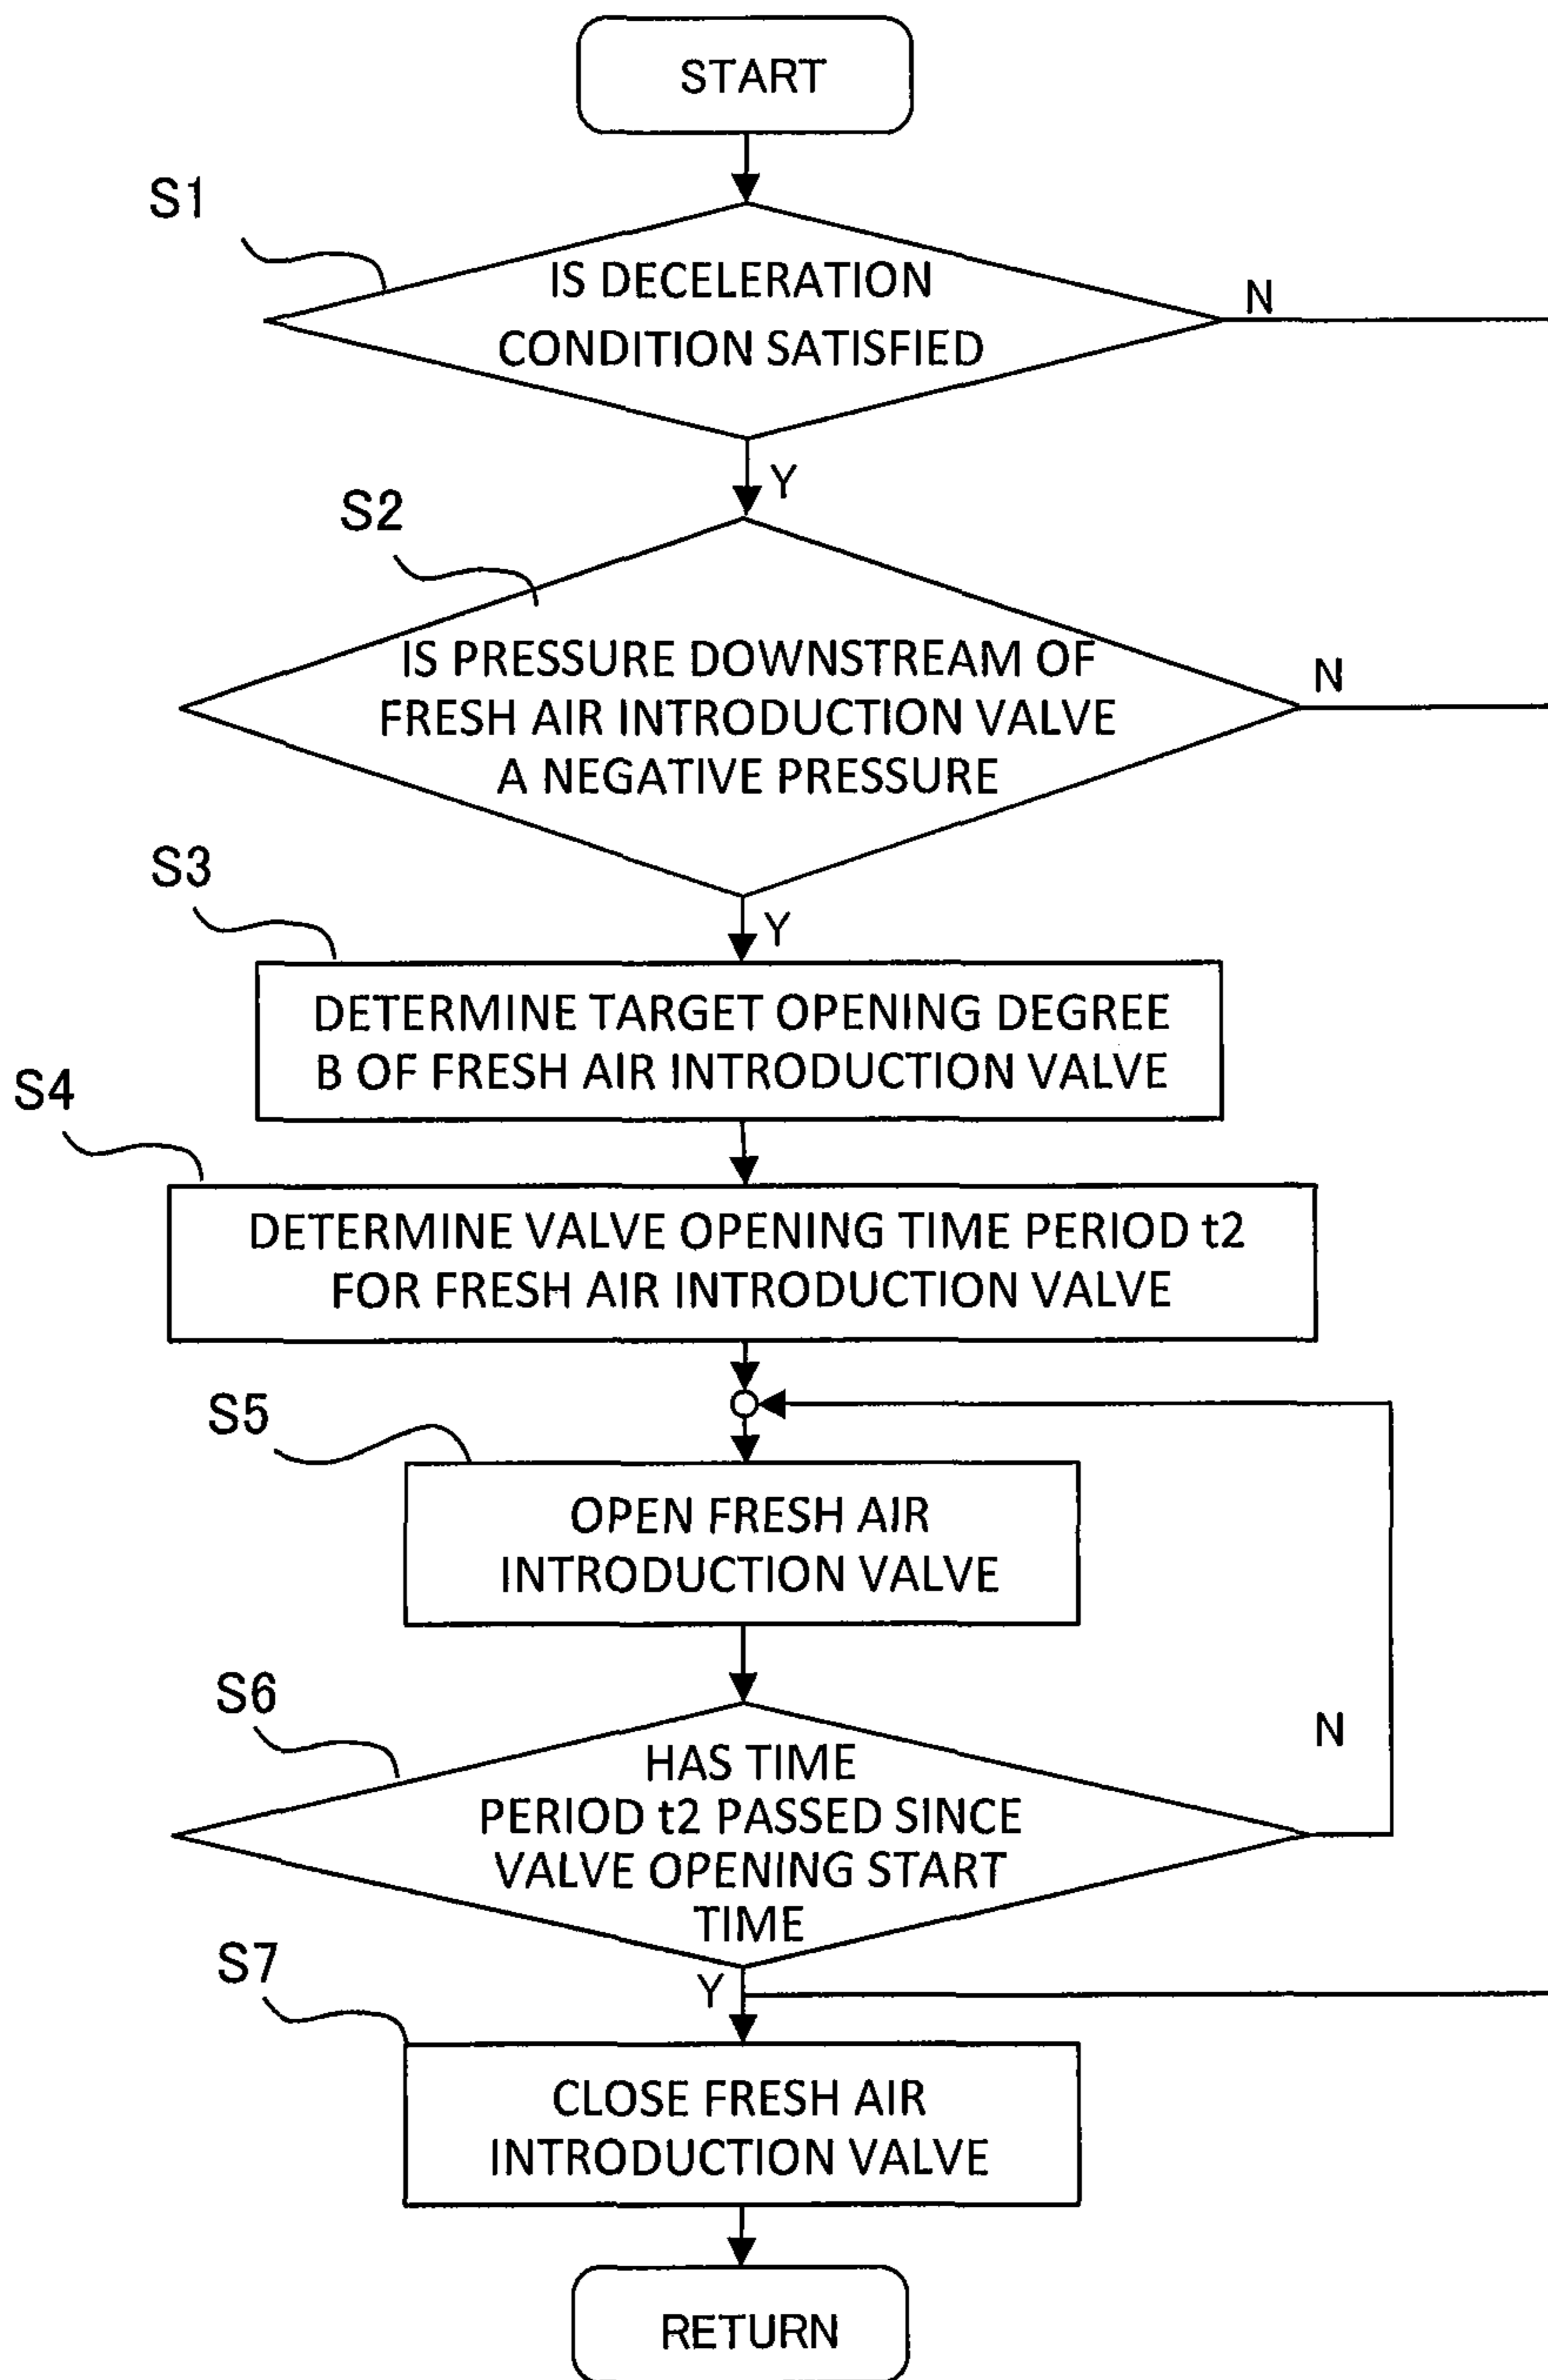 START
S1
IS DECELERATION
CONDITION SATISFIED
N
Y
S2
IS PRESSURE DOWNSTREAM OF
FRESH AIR INTRODUCTION VALVE
A NEGATIVE PRESSURE
N
Y
S3
DETERMINE TARGET OPENING DEGREE
B OF FRESH AIR INTRODUCTION VALVE
S4
DETERMINE VALVE OPENING TIME PERIOD t2
FOR FRESH AIR INTRODUCTION VALVE
S5
OPEN FRESH AIR
INTRODUCTION VALVE
S6
HAS TIME
PERIOD t2 PASSED SINCE
VALVE OPENING START
TIME
N
Y
S7
CLOSE FRESH AIR
INTRODUCTION VALVE
RETURN